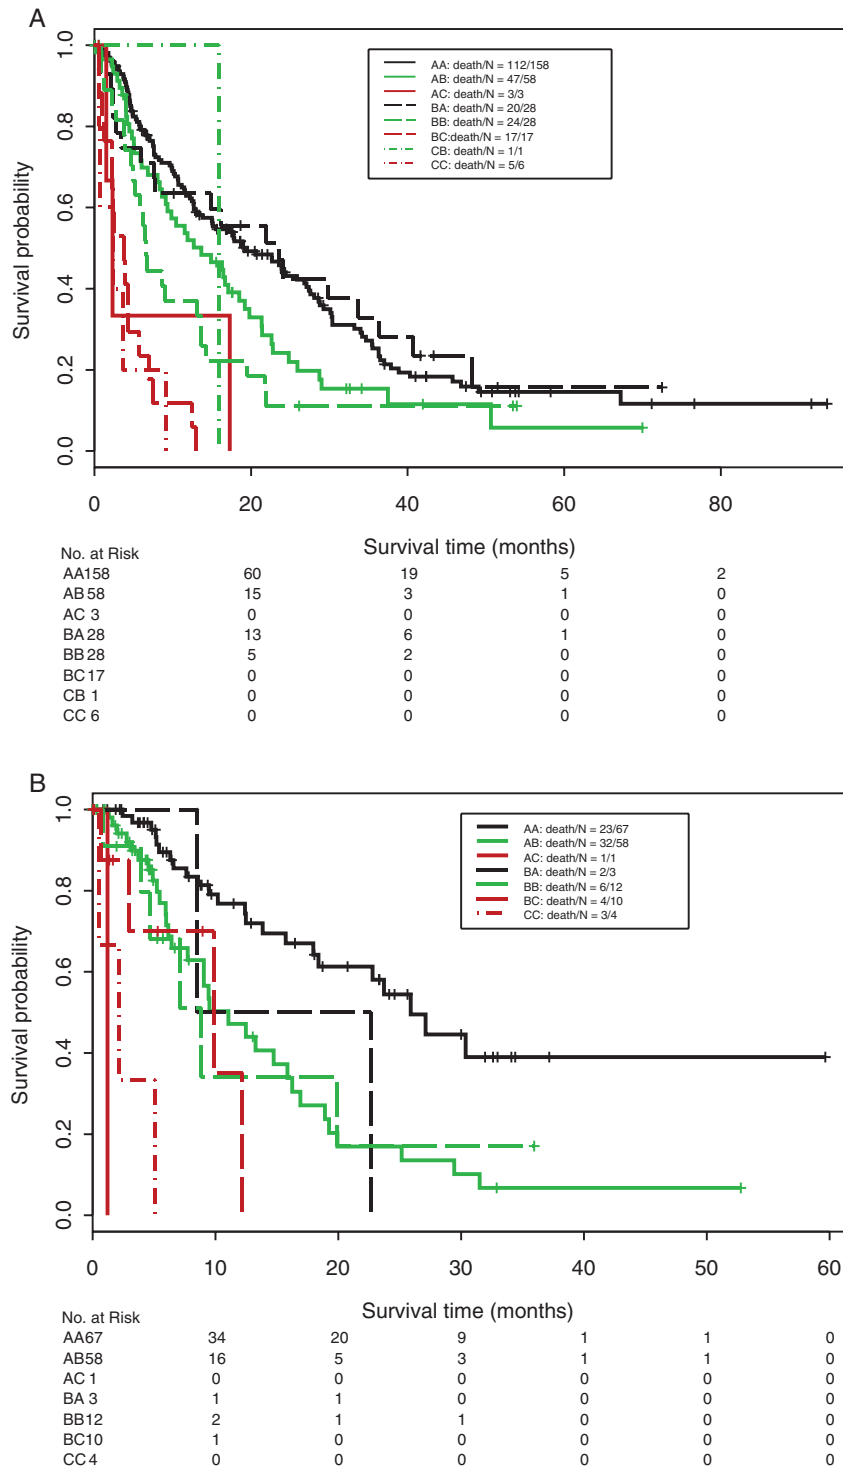 A
AA: death/N = 112/158
AB: death/N = 47/58
AC: death/N = 3/3
BA: death/N = 20/28
BB: death/N = 24/28
BC:death/N = 17/17
CB: death/N = 1/1
CC: death/N = 5/6
Survival probability
1.0
0.8
0.6
0.4
0.2
0.0
0 20 40 60 80
Survival time (months)
No. at Risk
AA158 60 19 5 2
AB 58 15 3 1 0
AC 3 0 0 0 0
BA 28 13 6 1 0
BB 28 5 2 0 0
BC 17 0 0 0 0
CB 1 0 0 0 0
CC 6 0 0 0 0
B
AA: death/N = 23/67
AB: death/N = 32/58
AC: death/N = 1/1
BA: death/N = 2/3
BB: death/N = 6/12
BC: death/N = 4/10
CC: death/N = 3/4
Survival probability
1.0
0.8
0.6
0.4
0.2
0.0
0 10 20 30 40 50 60
Survival time (months)
No. at Risk
AA67 34 20 9 1 1 0
AB58 16 5 3 1 1 0
AC 1 0 0 0 0 0 0
BA 3 1 1 0 0 0 0
BB12 2 1 1 0 0 0
BC10 1 0 0 0 0 0
CC 4 0 0 0 0 0 0